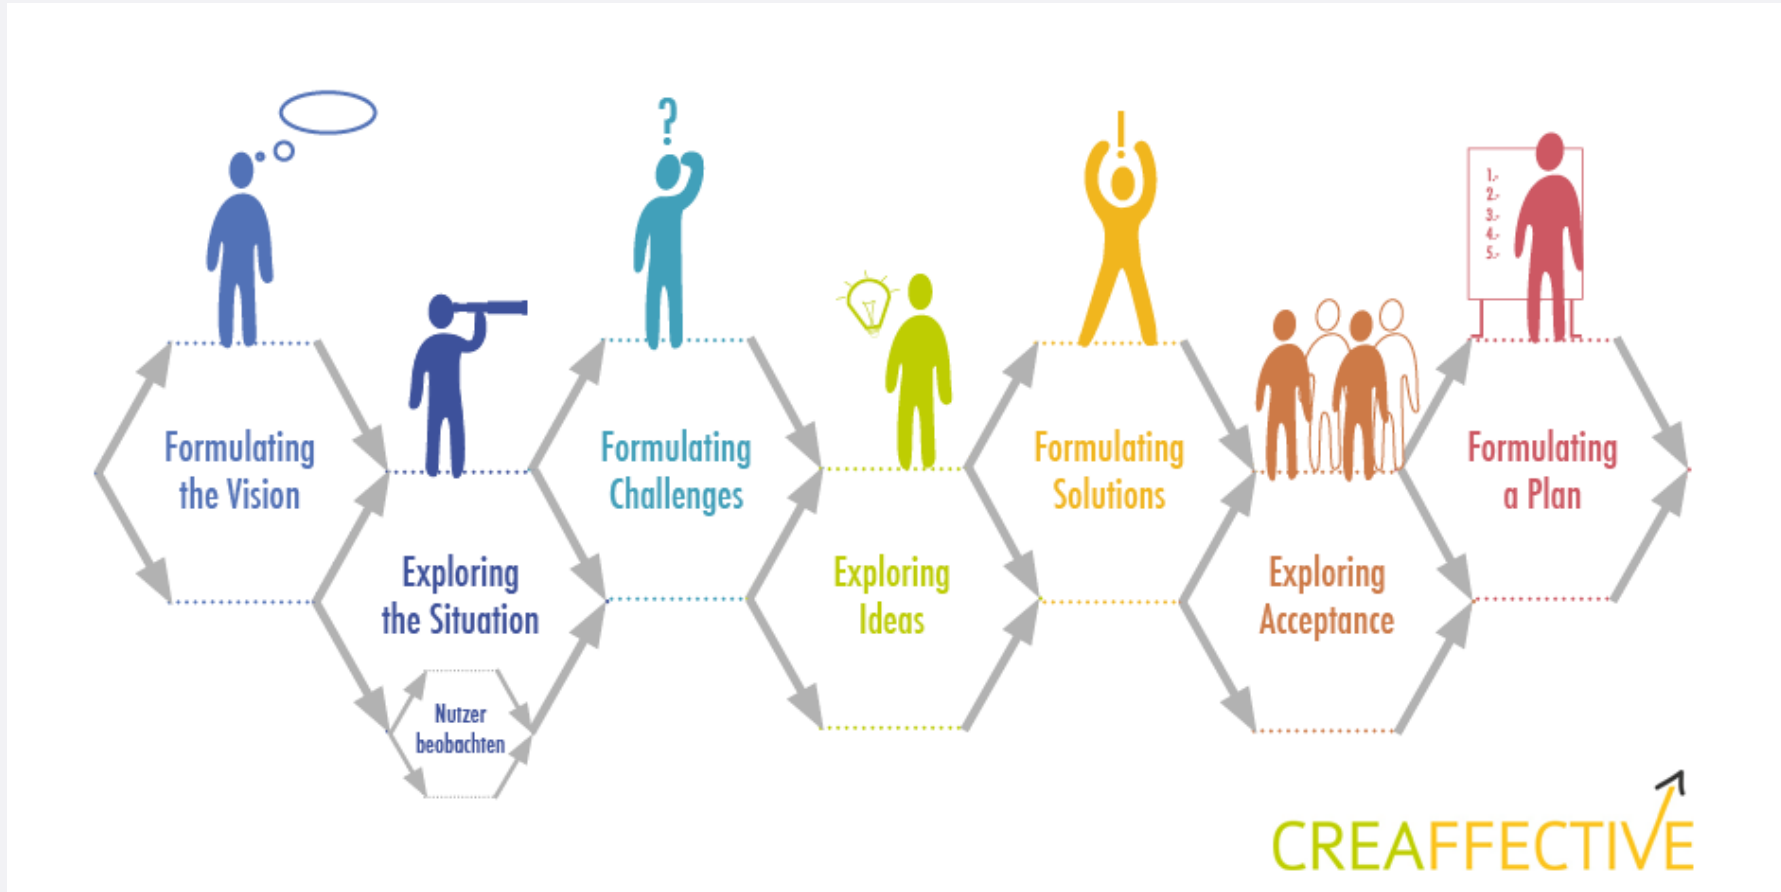 ?
!
1.-
2.-
3.-
4.-
5.-
Formulating
the Vision
Exploring
the Situation
Nutzer
beobachten
Formulating
Challenges
Exploring
Ideas
Formulating
Solutions
Exploring
Acceptance
Formulating
a Plan
CREAFFECTIVE